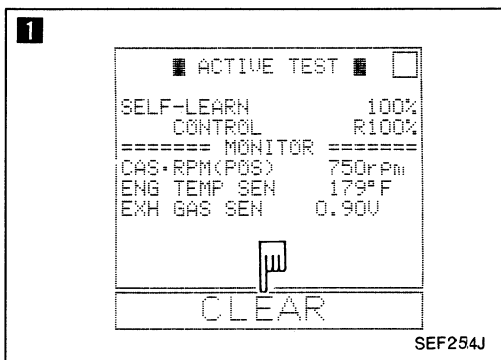 1
■ ACTIVE TEST ■
SELF-LEARN 100%
CONTROL R100%
======= MONITOR =======
CAS•RPM(POS) 750rpm
ENG TEMP SEN 179°F
EXH GAS SEN 0.90V
CLEAR
SEF254J